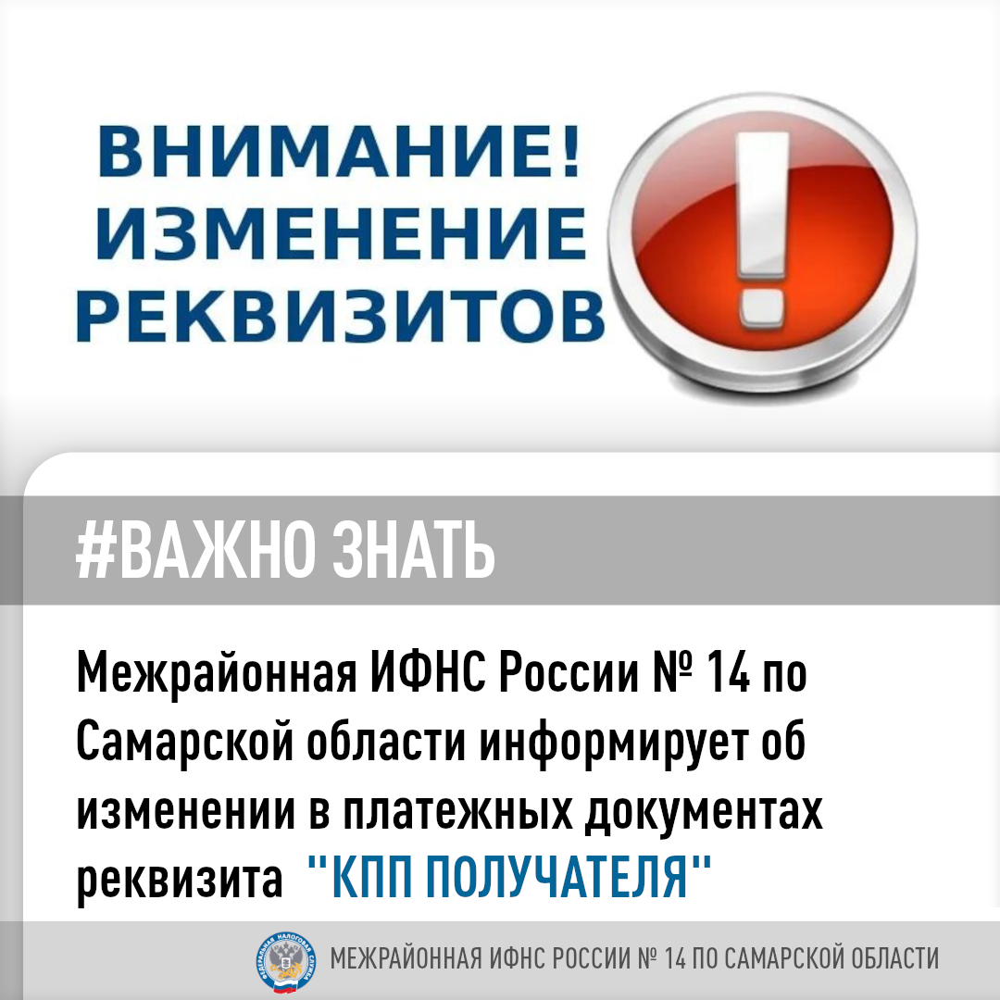 ВНИМАНИЕ!
ИЗМЕНЕНИЕ
РЕКВИЗИТОВ
#ВАЖНО ЗНАТЬ
Межрайонная ИФНС России № 14 по
Самарской области информирует об
изменении в платежных документах
реквизита "КПП ПОЛУЧАТЕЛЯ"
ФЕДЕРАЛЬНАЯ НАЛОГОВАЯ СЛУЖБА
МЕЖРАЙОННАЯ ИФНС РОССИИ № 14 ПО САМАРСКОЙ ОБЛАСТИ